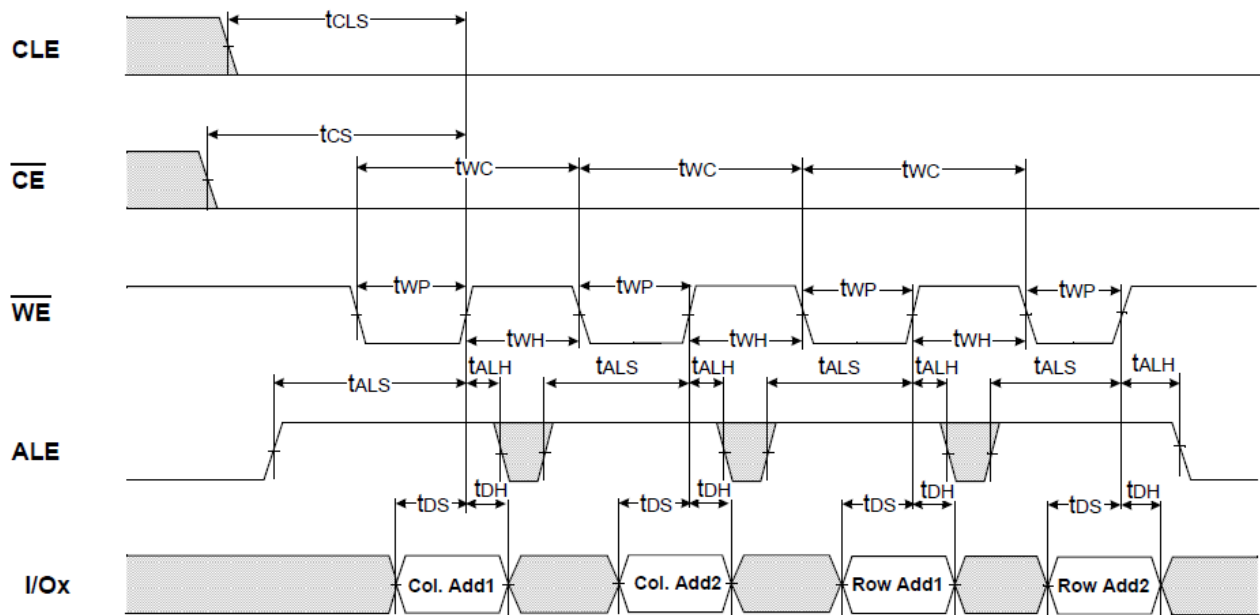 CLE
tCLS
tCS
CE
tWC tWC tWC
WE
tWP tWP tWP tWP
tWH tWH tWH
tALS tALH tALS tALH tALS tALH tALS tALH
ALE
tDS tDH tDS tDH tDS tDH tDS tDH
I/Ox Col. Add1 Col. Add2 Row Add1 Row Add2